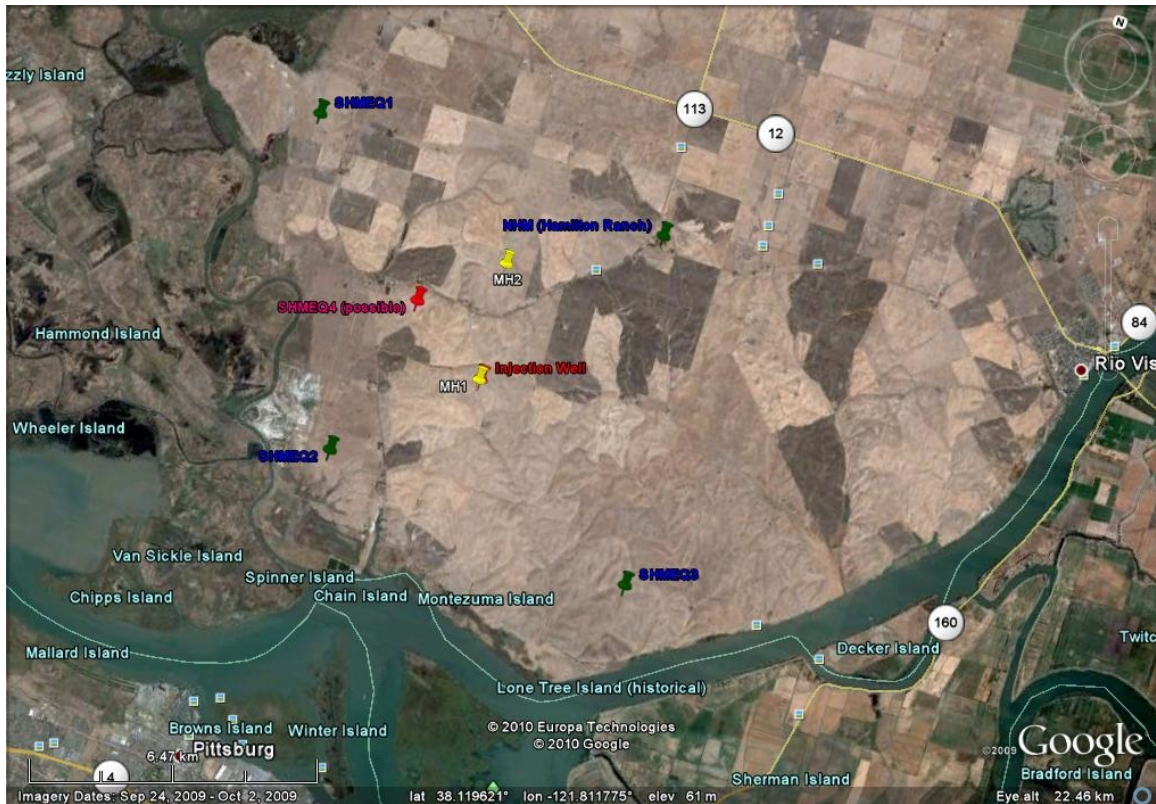 N
zzly Island
SHMEQ1
113
12
NHM (Hamilton Ranch)
MH2
SHMEQ4 (possible)
Hammond Island
84
Rio Vis
Injection Well
MH1
Wheeler Island
SHMEQ2
Van Sickle Island
Spinner Island
SHMEQ3
Chipps Island
Chain Island
Montezuma Island
160
Twitc
Mallard Island
Decker Island
Lone Tree Island (historical)
Browns Island
Winter Island
© 2010 Europa Technologies
© 2010 Google
Pittsburg
6.47 km
©2009 Google
4
Sherman Island
Bradford Island
Imagery Dates: Sep 24, 2009 - Oct 2, 2009
lat 38.119621° lon -121.811775° elev 61 m
Eye alt 22.46 km